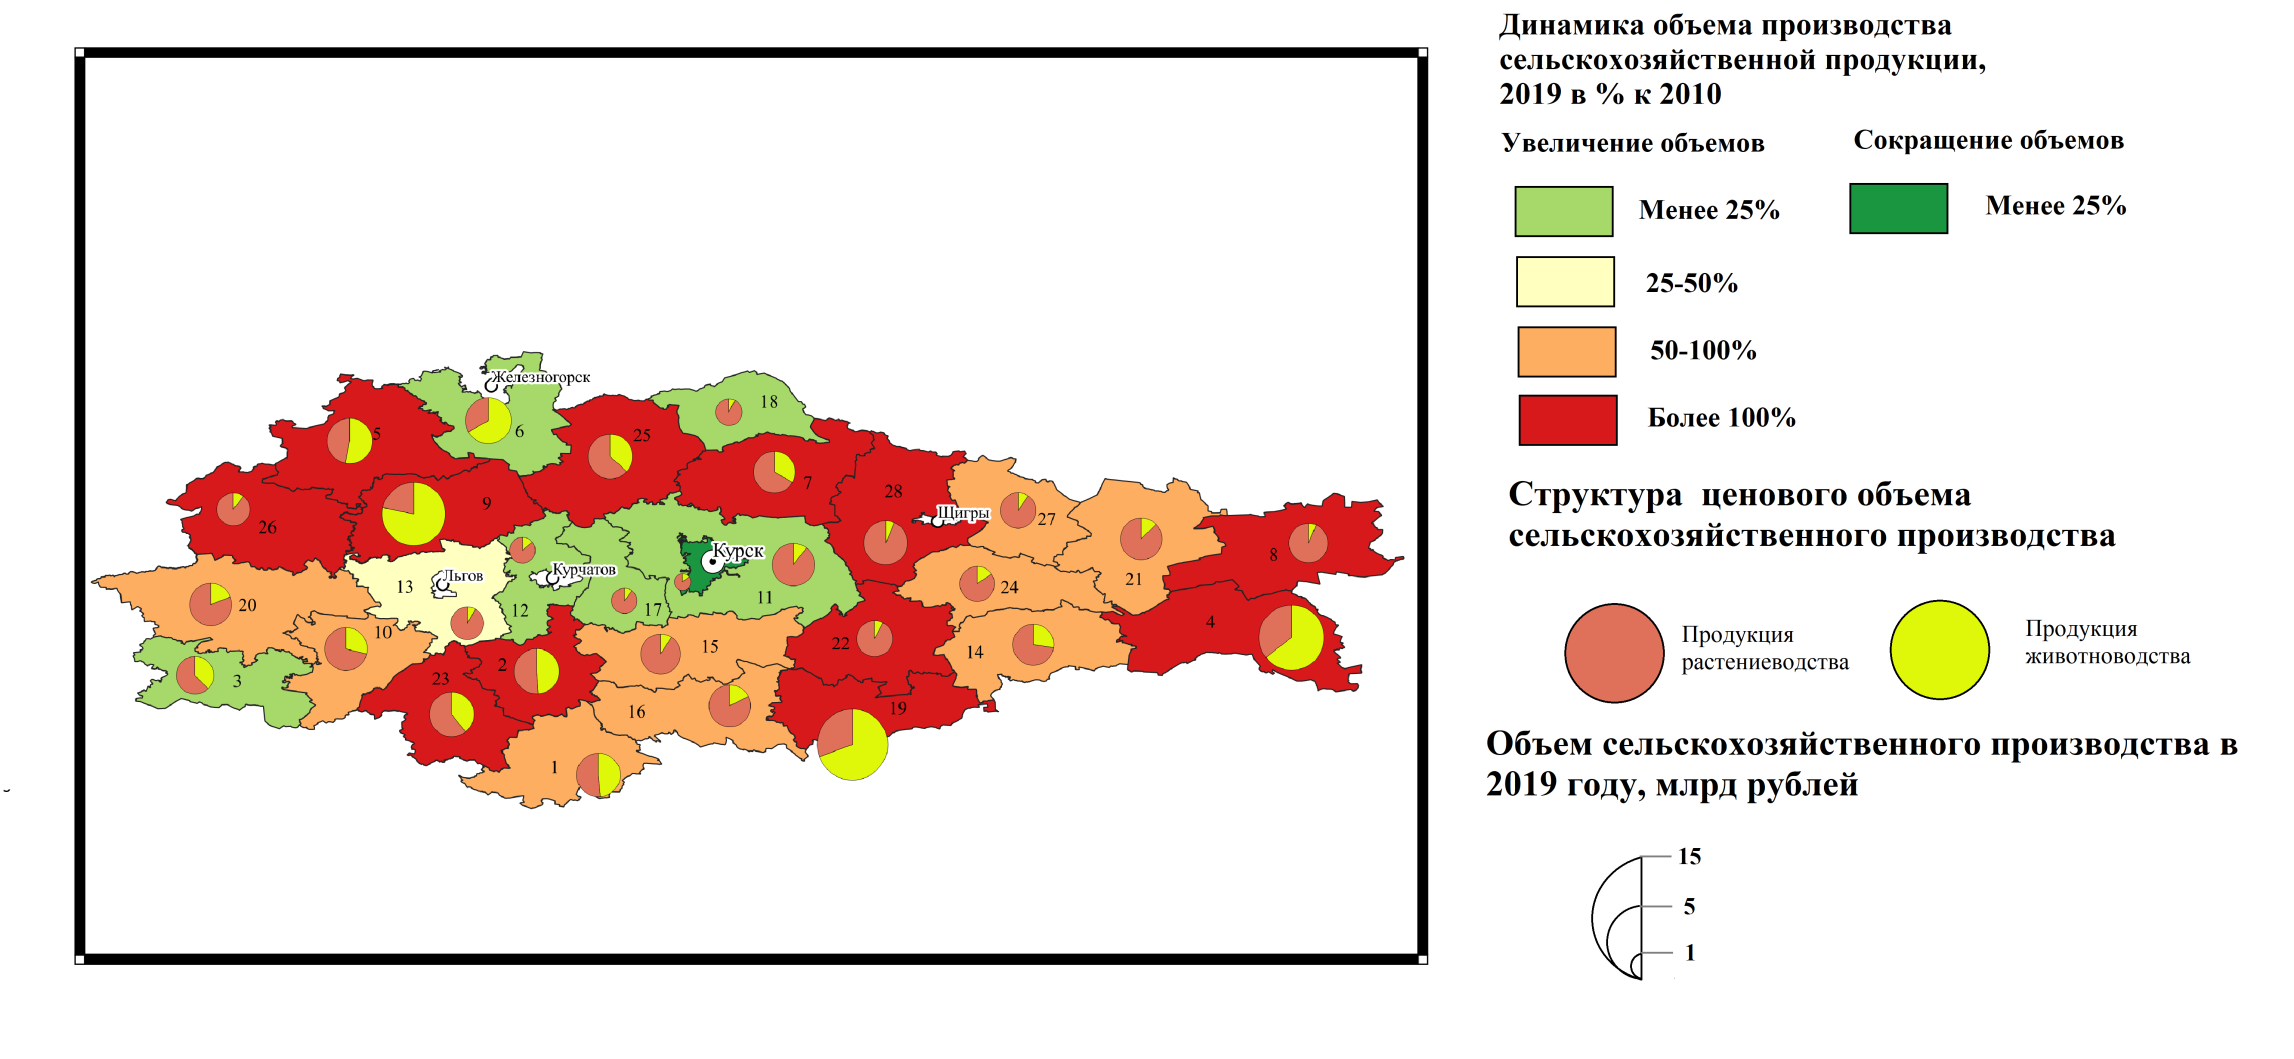 Динамика объема производства
сельскохозяйственной продукции,
2019 в % к 2010
Увеличение объемов
Сокращение объемов
Менее 25%
Менее 25%
25-50%
50-100%
Более 100%
Структура ценового объема
сельскохозяйственного производства
Продукция
растениеводства
Продукция
животноводства
Объем сельскохозяйственного производства в
2019 году, млрд рублей
15
5
1
Железногорск
18
5
6
25
7
28
9
26
Щигры
27
Курск
8
Курчатов
Льгов
13
21
24
20
12
17
11
4
10
15
22
14
2
23
3
16
19
1